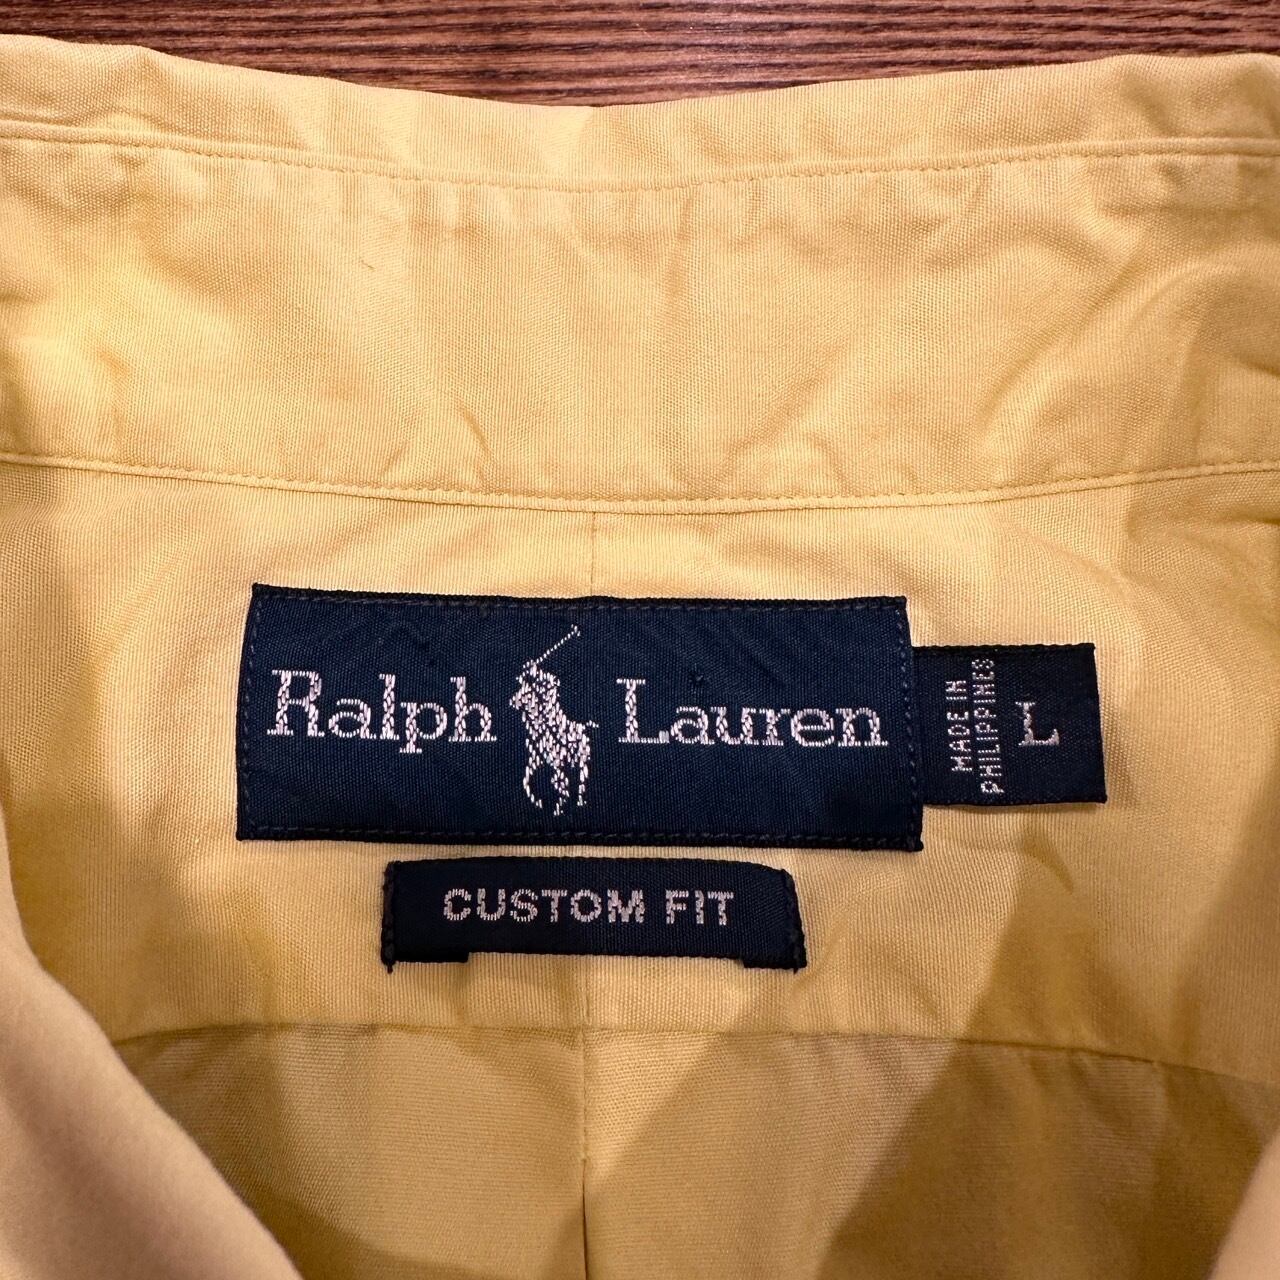 Ralph Lauren
MADE IN
PHILIPPINES
L
CUSTOM FIT